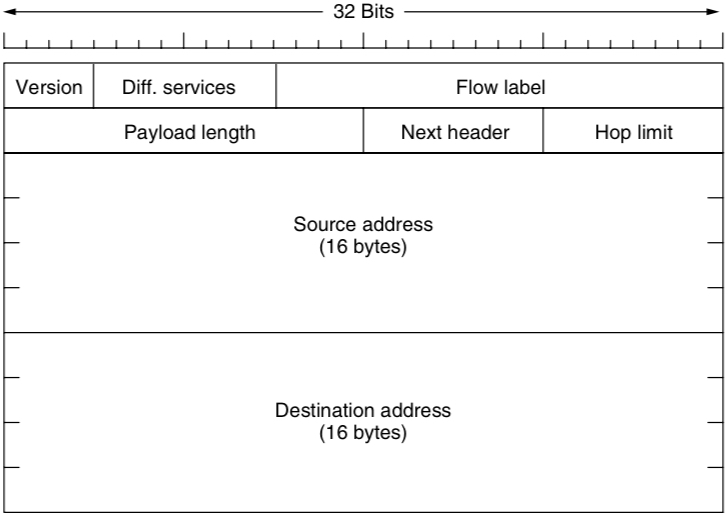 32 Bits
Version Diff. services Flow label
Payload length Next header Hop limit
Source address
(16 bytes)
Destination address
(16 bytes)